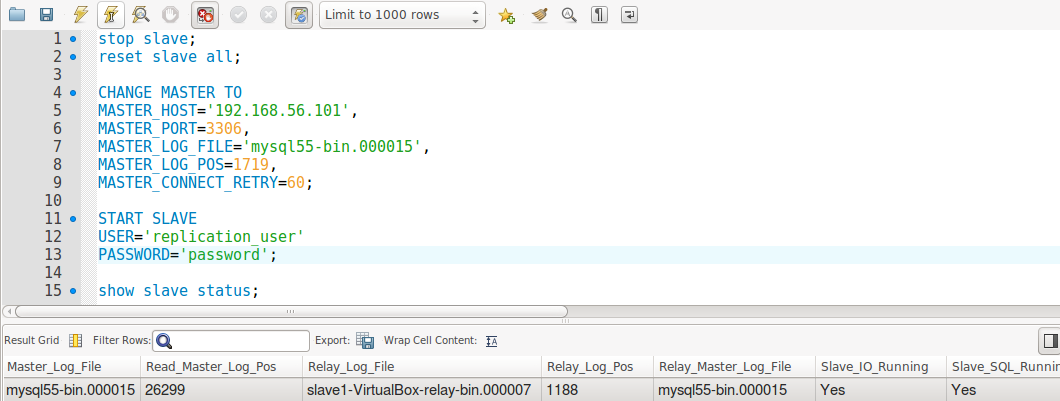 Limit to 1000 rows
1 stop slave;
2 reset slave all;
3
4 CHANGE MASTER TO
5 MASTER_HOST='192.168.56.101',
6 MASTER_PORT=3306,
7 MASTER_LOG_FILE='mysql55-bin.000015',
8 MASTER_LOG_POS=1719,
9 MASTER_CONNECT_RETRY=60;
10
11 START SLAVE
12 USER='replication_user'
13 PASSWORD='password';
14
15 show slave status;
Result Grid Filter Rows: Export: Wrap Cell Content: IA
Master_Log_File Read_Master_Log_Pos Relay_Log_File Relay_Log_Pos Relay_Master_Log_File Slave_IO_Running Slave_SQL_Runnin
mysql55-bin.000015 26299 slave1-VirtualBox-relay-bin.000007 1188 mysql55-bin.000015 Yes Yes